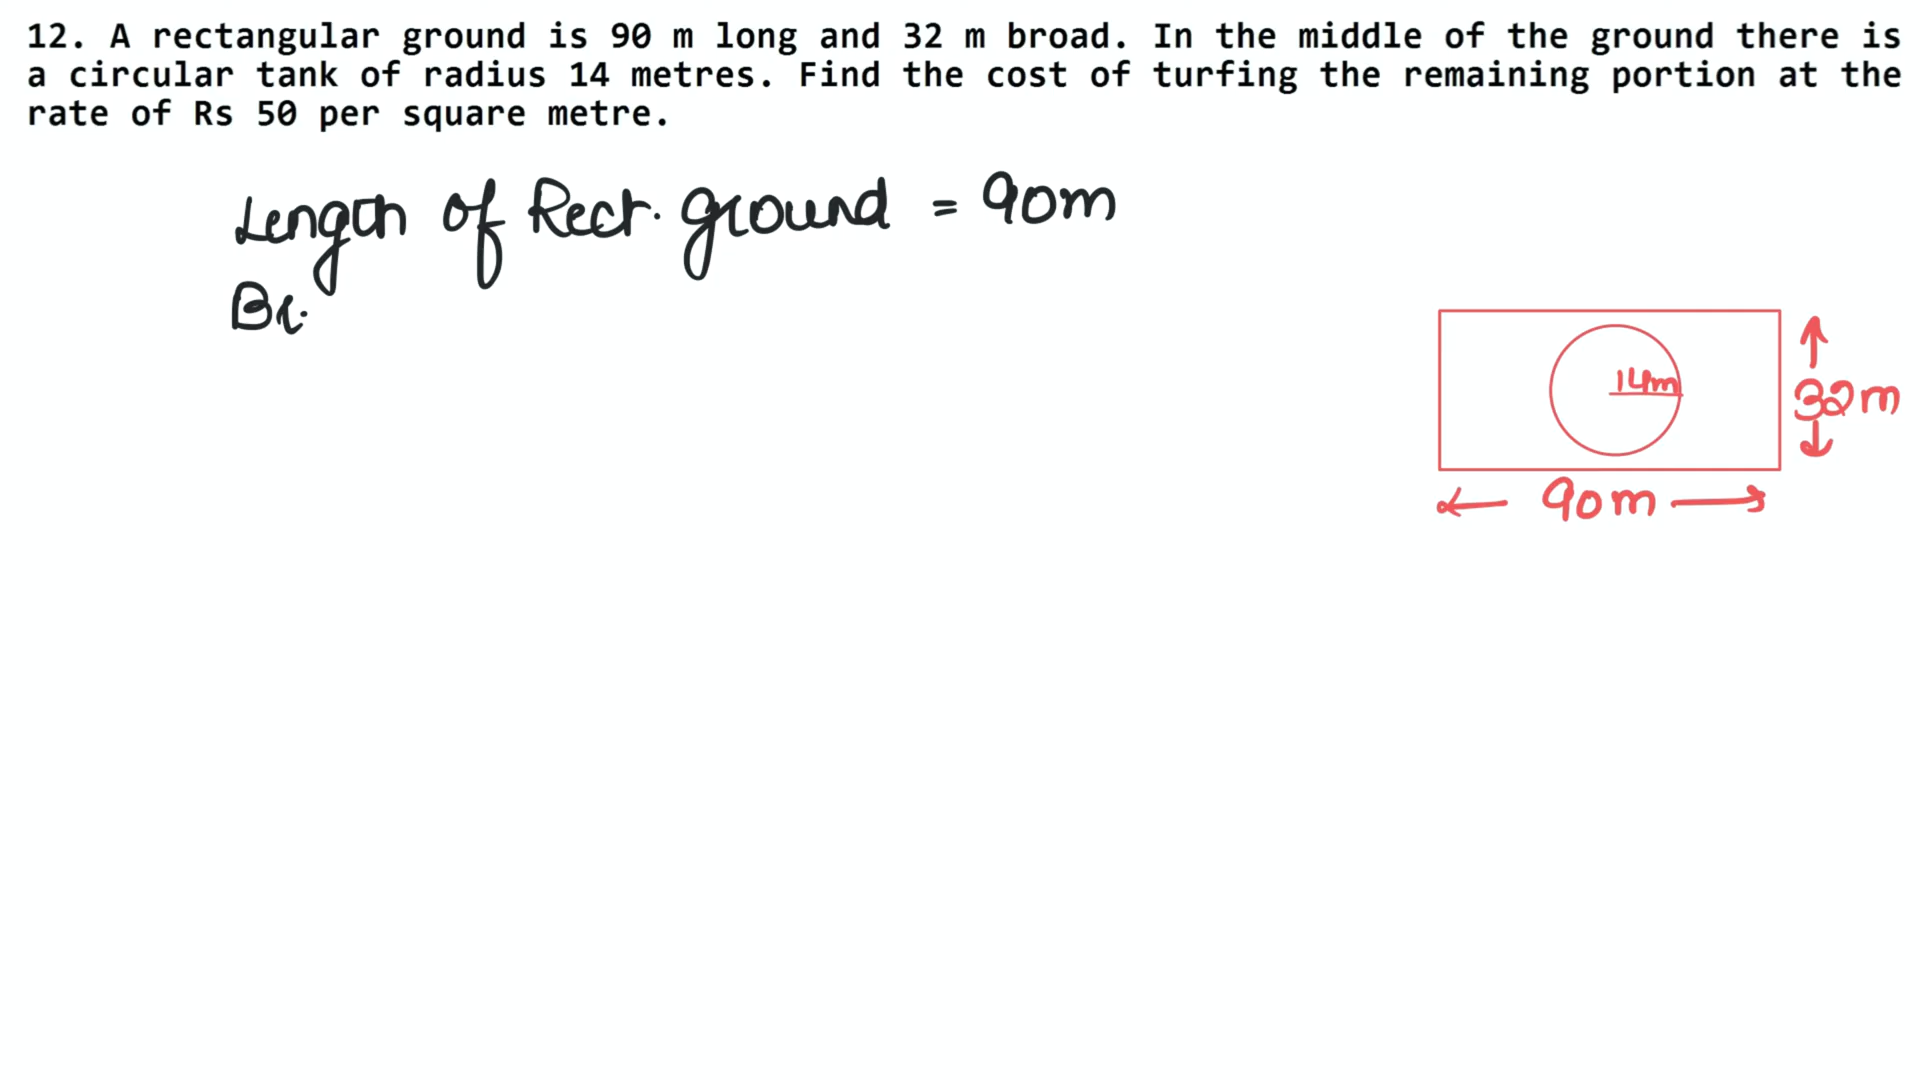 12. A rectangular ground is 90 m long and 32 m broad. In the middle of the ground there is
a circular tank of radius 14 metres. Find the cost of turfing the remaining portion at the
rate of Rs 50 per square metre.
Length of Rect. ground = 90m
Br.
14m
32m
90m